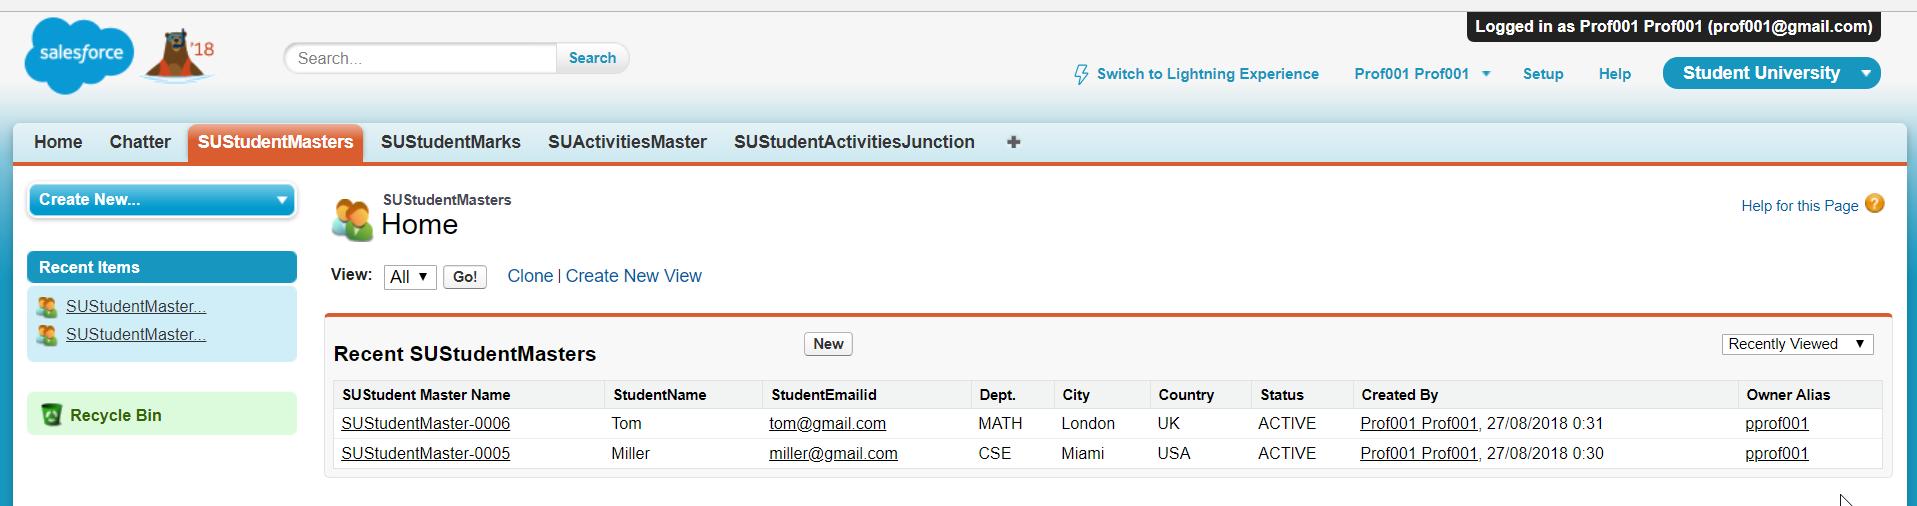 Logged in as Prof001 Prof001 (prof001@gmail.com)
salesforce
'18
Search...
Search
Switch to Lightning Experience
Prof001 Prof001
Setup
Help
Student University
Home Chatter SUStudentMasters SUStudentMarks SUActivitiesMaster SUStudentActivitiesJunction
Create New...
Recent Items
SUStudentMaster...
SUStudentMaster...
Recycle Bin
SUStudentMasters
Home
Help for this Page ?
View: All Go! Clone | Create New View
Recent SUStudentMasters New Recently Viewed
SUStudent Master Name StudentName StudentEmailid Dept. City Country Status Created By Owner Alias
SUStudentMaster-0006 Tom tom@gmail.com MATH London UK ACTIVE Prof001 Prof001, 27/08/2018 0:31 pprof001
SUStudentMaster-0005 Miller miller@gmail.com CSE Miami USA ACTIVE Prof001 Prof001, 27/08/2018 0:30 pprof001